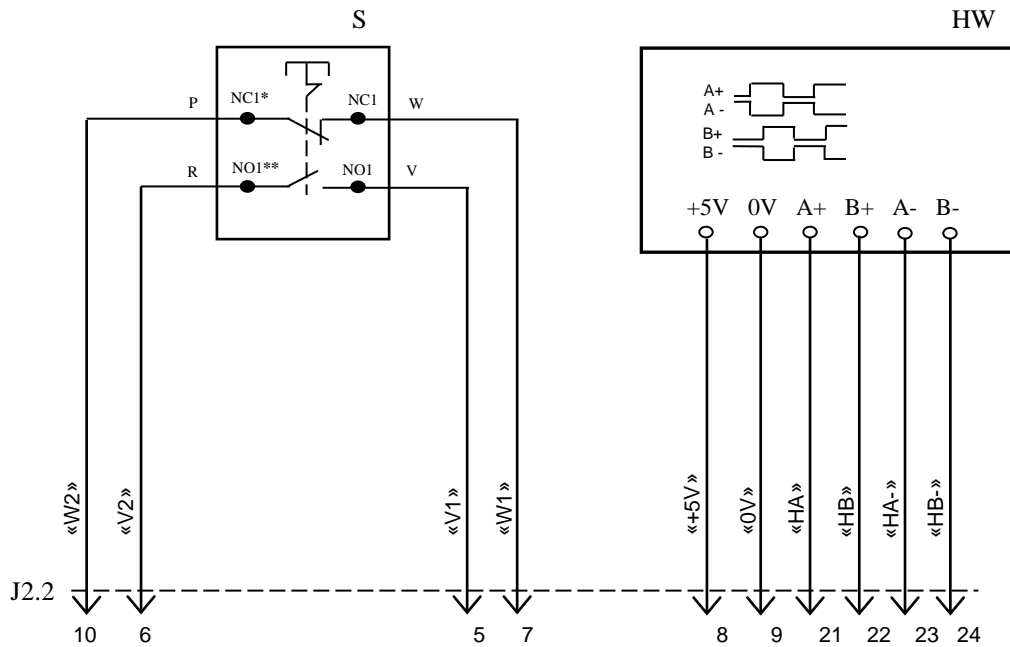 S HW
P NC1* NC1 W
R NO1** NO1 V
A+
A -
B+
B -
+5V 0V A+ B+ A- B-
«W2» «V2» «V1» «W1» «+5V» «0V» «HA» «HB» «HA-» «HB-»
J2.2
10 6 5 7 8 9 21 22 23 24